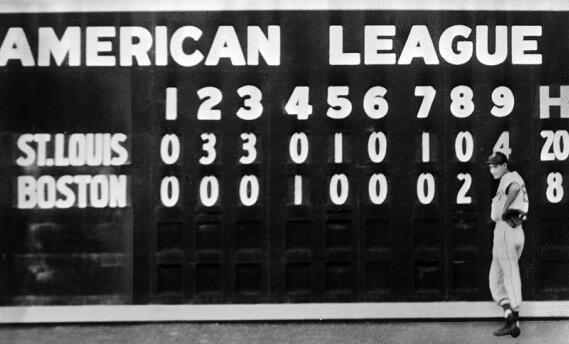 AMERICAN LEAGUE
1 2 3 4 5 6 7 8 9 H
ST.LOUIS 0 3 3 0 1 0 1 0 4 20
BOSTON 0 0 0 1 0 0 0 2 8